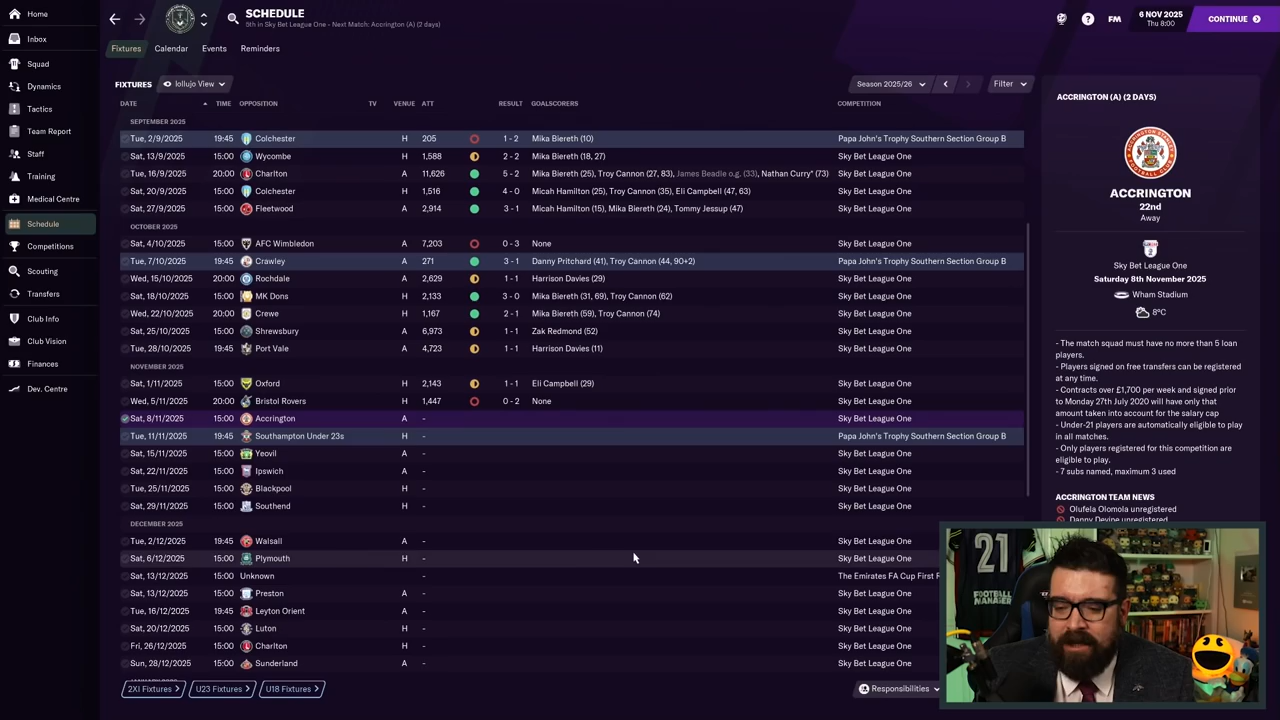 Home
Inbox
Squad
Dynamics
Tactics
Team Report
Staff
Training
Medical Centre
Schedule
Competitions
Scouting
Transfers
Club Info
Club Vision
Finances
Dev. Centre
SCHEDULE
5th in Sky Bet League One - Next Match: Accrington (A) (2 days)
FM
6 NOV 2025
Thu 8:00
CONTINUE
Fixtures Calendar Events Reminders
FIXTURES lollujo View Season 2025/26 Filter
DATE TIME OPPOSITION TV VENUE ATT RESULT GOALSCORERS COMPETITION
SEPTEMBER 2025
Tue, 2/9/2025 19:45 Colchester H 205 1 - 2 Mika Biereth (10) Papa John's Trophy Southern Section Group B
Sat, 13/9/2025 15:00 Wycombe H 1,588 2 - 2 Mika Biereth (18, 27) Sky Bet League One
Tue, 16/9/2025 20:00 Charlton A 11,626 5 - 2 Mika Biereth (25), Troy Cannon (27, 83), James Beadle o.g. (33), Nathan Curry* (73) Sky Bet League One
Sat, 20/9/2025 15:00 Colchester H 1,516 4 - 0 Micah Hamilton (22), Troy Cannon (35), Eli Campbell (47, 63) Sky Bet League One
Sat, 27/9/2025 15:00 Fleetwood A 2,914 3 - 1 Micah Hamilton (15), Mika Biereth (24), Tommy Jessup (47) Sky Bet League One
OCTOBER 2025
Sat, 4/10/2025 15:00 AFC Wimbledon A 7,203 0 - 3 None Sky Bet League One
Tue, 7/10/2025 19:45 Crawley A 271 3 - 1 Danny Pritchard (41), Troy Cannon (44, 90+2) Papa John's Trophy Southern Section Group B
Wed, 15/10/2025 20:00 Rochdale A 2,629 1 - 1 Harrison Davies (29) Sky Bet League One
Sat, 18/10/2025 15:00 MK Dons H 2,133 3 - 0 Mika Biereth (31, 69), Troy Cannon (62) Sky Bet League One
Wed, 22/10/2025 20:00 Crewe H 1,167 2 - 1 Mika Biereth (59), Troy Cannon (74) Sky Bet League One
Sat, 25/10/2025 15:00 Shrewsbury A 6,973 1 - 1 Zak Redmond (52) Sky Bet League One
Tue, 28/10/2025 19:45 Port Vale A 4,723 1 - 1 Harrison Davies (11) Sky Bet League One
NOVEMBER 2025
Sat, 1/11/2025 15:00 Oxford H 2,143 1 - 1 Eli Campbell (29) Sky Bet League One
Wed, 5/11/2025 20:00 Bristol Rovers H 1,447 0 - 2 None Sky Bet League One
Sat, 8/11/2025 15:00 Accrington A - Sky Bet League One
Tue, 11/11/2025 19:45 Southampton Under 23s H - Papa John's Trophy Southern Section Group B
Sat, 15/11/2025 15:00 Yeovil A - Sky Bet League One
Sat, 22/11/2025 15:00 Ipswich A - Sky Bet League One
Tue, 25/11/2025 15:00 Blackpool H - Sky Bet League One
Sat, 29/11/2025 15:00 Southend H - Sky Bet League One
DECEMBER 2025
Tue, 2/12/2025 19:45 Walsall A - Sky Bet League One
Sat, 6/12/2025 15:00 Plymouth H - Sky Bet League One
Sat, 13/12/2025 15:00 Unknown - The Emirates FA Cup First
Sat, 13/12/2025 15:00 Preston A - Sky Bet League One
Tue, 16/12/2025 19:45 Leyton Orient A - Sky Bet League One
Sat, 20/12/2025 15:00 Luton H - Sky Bet League One
Fri, 26/12/2025 15:00 Charlton H - Sky Bet League One
Sun, 28/12/2025 15:00 Sunderland A - Sky Bet League One
2XI Fixtures U23 Fixtures U18 Fixtures Responsibilities
ACCRINGTON (A) (2 DAYS)
ACCRINGTON
22nd
Away
Sky Bet League One
Saturday 8th November 2025
Wham Stadium
8°C
- The match squad must have no more than 5 loan
players.
- Players signed on free transfers can be registered
at any time.
- Contracts over £1,700 per week and signed prior
to Monday 27th July 2020 will have only that
amount taken into account for the salary cap
- Under-21 players are automatically eligible to play
in all matches.
- Only players registered for this competition are
eligible to play.
- 7 subs named, maximum 3 used
ACCRINGTON TEAM NEWS
Olufela Olomola unregistered
Danny Devine unregistered
21
FOOTBALL
MANAGER